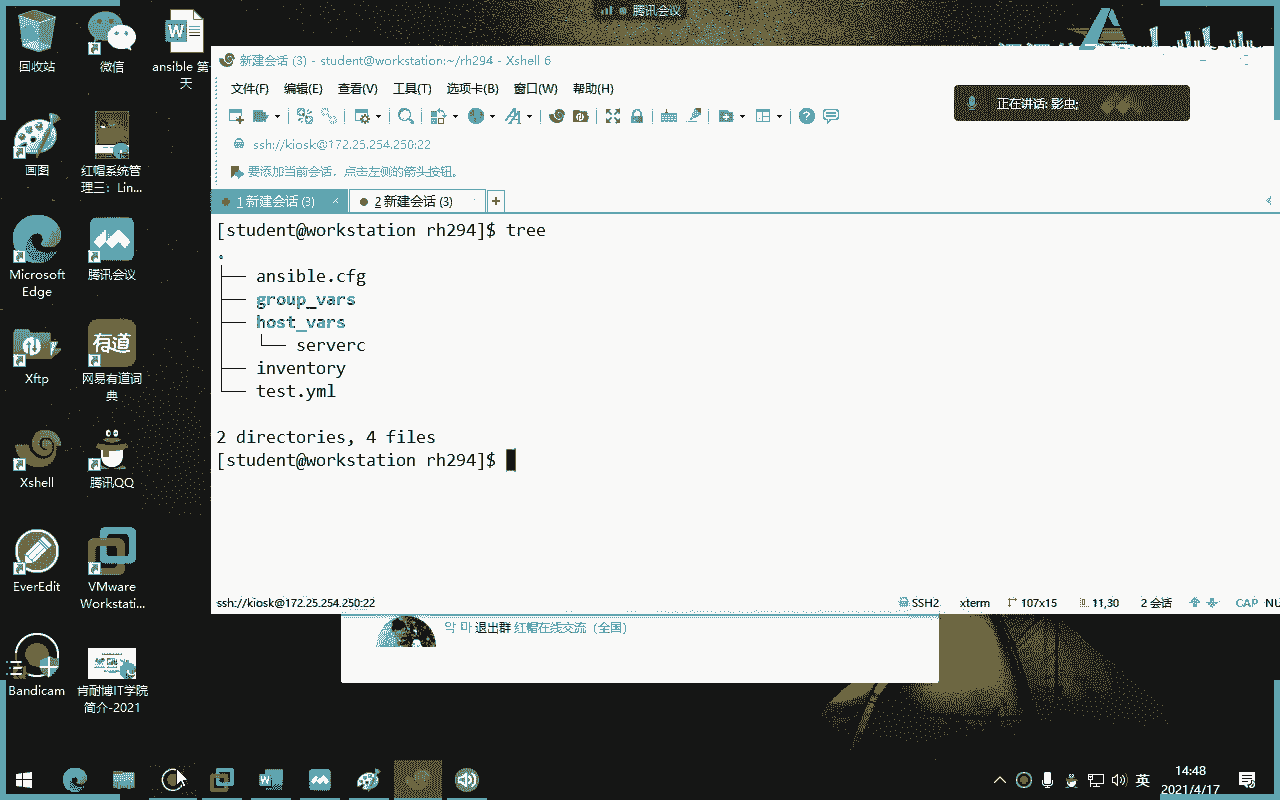 腾讯会议
回收站
微信
ansible 第
天
画图
红帽系统管
理三：Lin...
Microsoft
Edge
腾讯会议
Xftp
有道
网易有道词
典
Xshell
腾讯QQ
EverEdit
VMware
Workstati...
Bandicam
肯耐博IT学院
简介-2021
新建会话 (3) - student@workstation:~/rh294 - Xshell 6
文件(F) 编辑(E) 查看(V) 工具(T) 选项卡(B) 窗口(W) 帮助(H)
正在讲话: 影虫;
ssh://kiosk@172.25.254.250:22
要添加当前会话，点击左侧的箭头按钮。
1 新建会话 (3) × 2 新建会话 (3) +
[student@workstation rh294]$ tree
.
├── ansible.cfg
├── group_vars
├── host_vars
│   └── serverc
├── inventory
└── test.yml
2 directories, 4 files
[student@workstation rh294]$
ssh://kiosk@172.25.254.250:22 SSH2 xterm 107x15 11,30 2 会话 CAP NU
악 마 退出群 红帽在线交流（全国）
英
14:48
2021/4/17